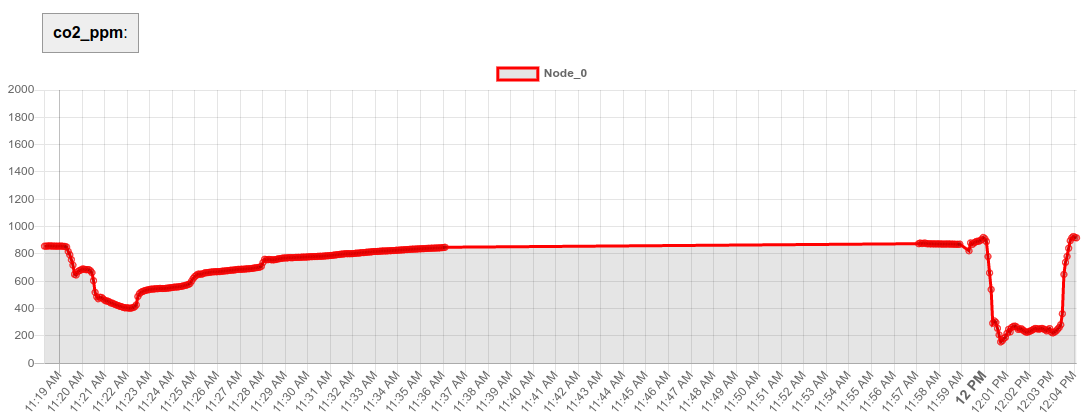 co2_ppm:
Node_0
2000
1800
1600
1400
1200
1000
800
600
400
200
0
11:19 AM
11:20 AM
11:21 AM
11:22 AM
11:23 AM
11:24 AM
11:25 AM
11:26 AM
11:27 AM
11:28 AM
11:29 AM
11:30 AM
11:31 AM
11:32 AM
11:33 AM
11:34 AM
11:35 AM
11:36 AM
11:38 AM
11:39 AM
11:40 AM
11:41 AM
11:42 AM
11:43 AM
11:44 AM
11:45 AM
11:46 AM
11:47 AM
11:48 AM
11:49 AM
11:50 AM
11:51 AM
11:52 AM
11:53 AM
11:54 AM
11:55 AM
11:56 AM
11:57 AM
11:58 AM
11:59 AM
12 PM
12:01 PM
12:02 PM
12:03 PM
12:04 PM